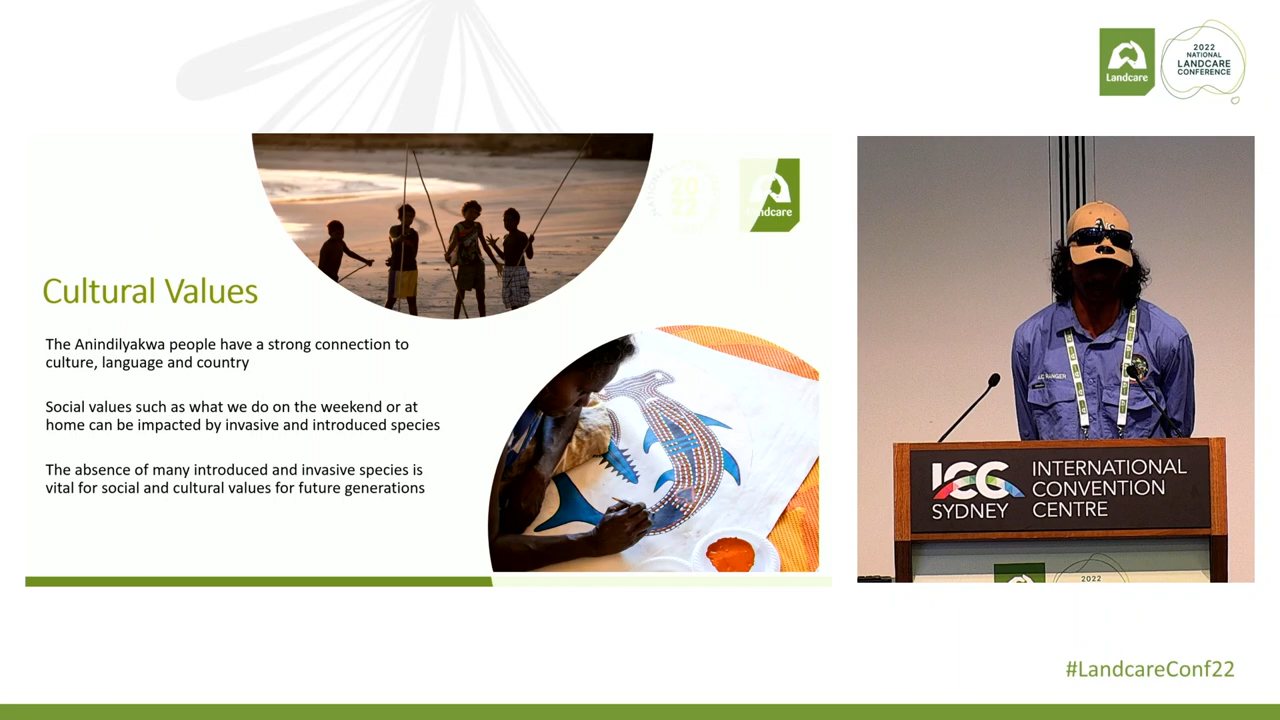 Landcare
2022
NATIONAL
LANDCARE
CONFERENCE
20
22
Cultural Values
The Anindilyakwa people have a strong connection to
culture, language and country
Social values such as what we do on the weekend or at
home can be impacted by invasive and introduced species
The absence of many introduced and invasive species is
vital for social and cultural values for future generations
RANGER
ICC
SYDNEY
INTERNATIONAL
CONVENTION
CENTRE
2022
#LandcareConf22